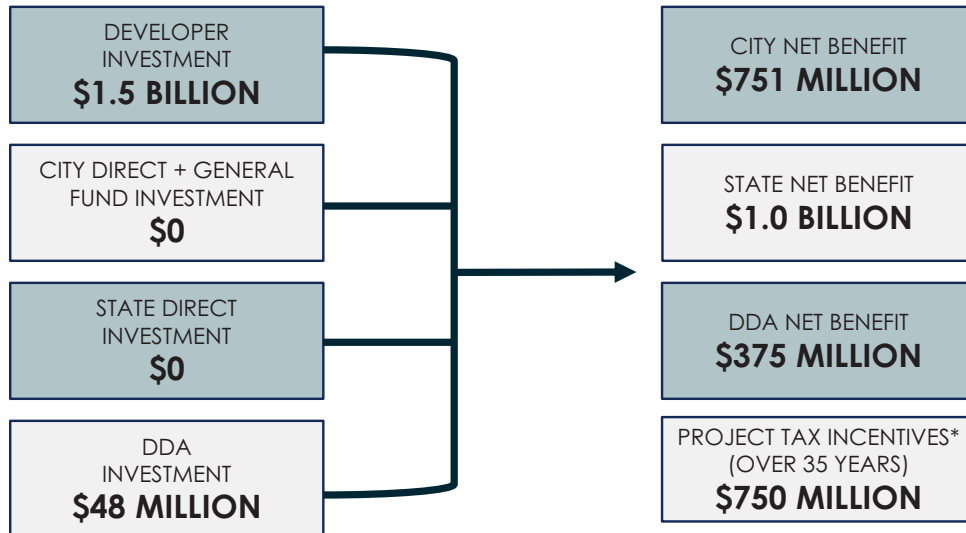 DEVELOPER
INVESTMENT
$1.5 BILLION
CITY DIRECT + GENERAL
FUND INVESTMENT
$0
STATE DIRECT
INVESTMENT
$0
DDA
INVESTMENT
$48 MILLION
CITY NET BENEFIT
$751 MILLION
STATE NET BENEFIT
$1.0 BILLION
DDA NET BENEFIT
$375 MILLION
PROJECT TAX INCENTIVES*
(OVER 35 YEARS)
$750 MILLION